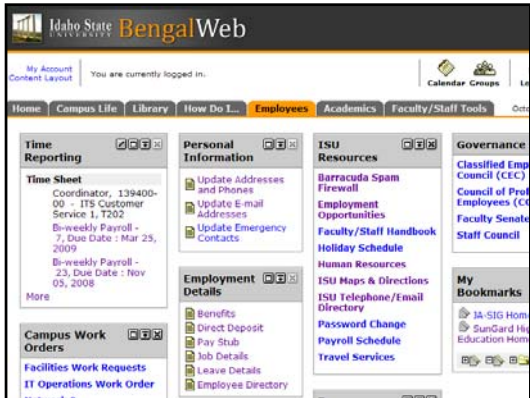 Idaho State
UNIVERSITY
BengalWeb
My Account
Content Layout
You are currently logged in.
Calendar Groups
Home
Campus Life
Library
How Do I...
Employees
Academics
Faculty/Staff Tools
Time
Reporting
Time Sheet
Coordinator, 139400-
00 - ITS Customer
Service 1, T202
Bi-weekly Payroll -
7, Due Date : Mar 25,
2009
Bi-weekly Payroll -
23, Due Date : Nov
05, 2008
More
Campus Work
Orders
Facilities Work Requests
IT Operations Work Order
Personal
Information
Update Addresses
and Phones
Update E-mail
Addresses
Update Emergency
Contacts
Employment
Details
Benefits
Direct Deposit
Pay Stub
Job Details
Leave Details
Employee Directory
ISU
Resources
Barracuda Spam
Firewall
Employment
Opportunities
Faculty/Staff Handbook
Holiday Schedule
Human Resources
ISU Maps & Directions
ISU Telephone/Email
Directory
Password Change
Payroll Schedule
Travel Services
Governance
Classified Emp
Council (CEC)
Council of Prof
Employees (CO
Faculty Senate
Staff Council
My
Bookmarks
JA-SIG Hom
SunGard Hig
Education Hom